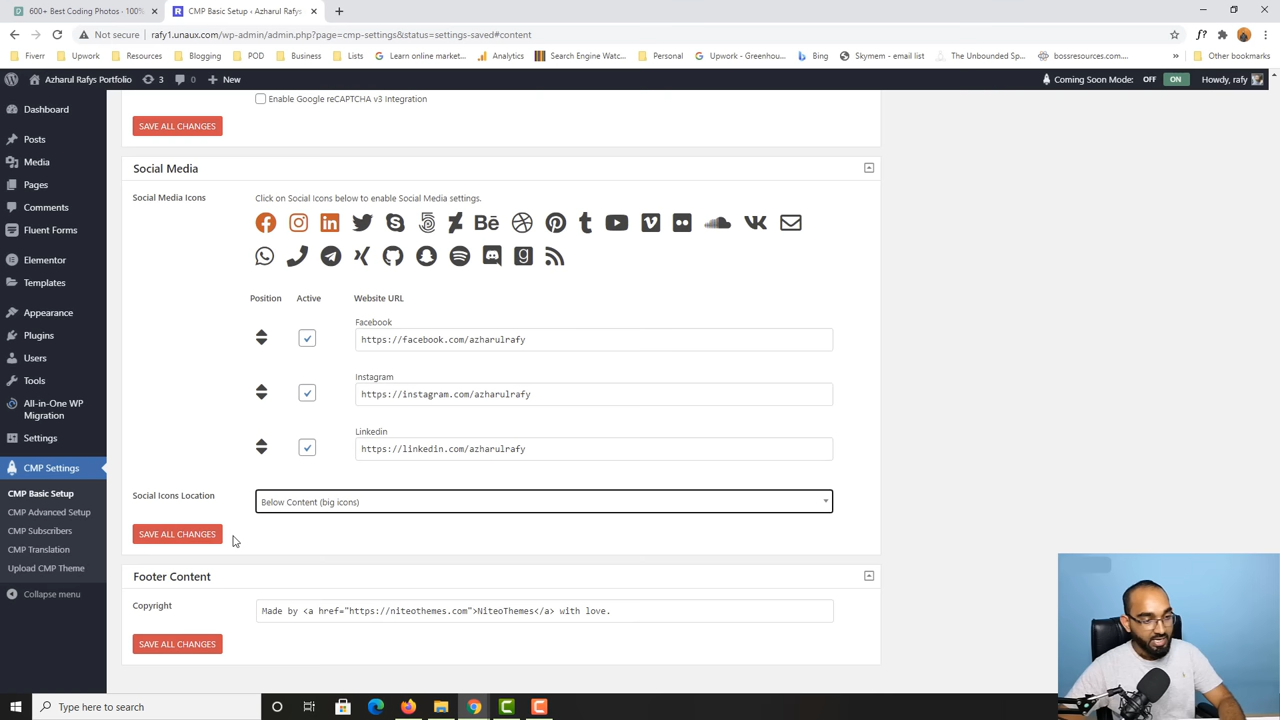 600+ Best Coding Photos · 100%
CMP Basic Setup ‹ Azharul Rafys
Not secure
rafy1.unaux.com/wp-admin/admin.php?page=cmp-settings&status=settings-saved#content
Fiverr
Upwork
Resources
Blogging
POD
Business
Lists
Learn online market...
Analytics
Search Engine Watc...
Personal
Upwork - Greenhou...
Bing
Skymem - email list
The Unbounded Sp...
bossresources.com...
Other bookmarks
Azharul Rafys Portfolio
3
0
New
Coming Soon Mode:
OFF
ON
Howdy, rafy
Dashboard
Posts
Media
Pages
Comments
Fluent Forms
Elementor
Templates
Appearance
Plugins
Users
Tools
All-in-One WP
Migration
Settings
CMP Settings
CMP Basic Setup
CMP Advanced Setup
CMP Subscribers
CMP Translation
Upload CMP Theme
Collapse menu
Enable Google reCAPTCHA v3 Integration
SAVE ALL CHANGES
Social Media
Social Media Icons
Click on Social Icons below to enable Social Media settings.
Position
Active
Website URL
Facebook
https://facebook.com/azharulrafy
Instagram
https://instagram.com/azharulrafy
Linkedin
https://linkedin.com/azharulrafy
Social Icons Location
Below Content (big icons)
SAVE ALL CHANGES
Footer Content
Copyright
Made by <a href="https://niteothemes.com">NiteoThemes</a> with love.
SAVE ALL CHANGES
Type here to search